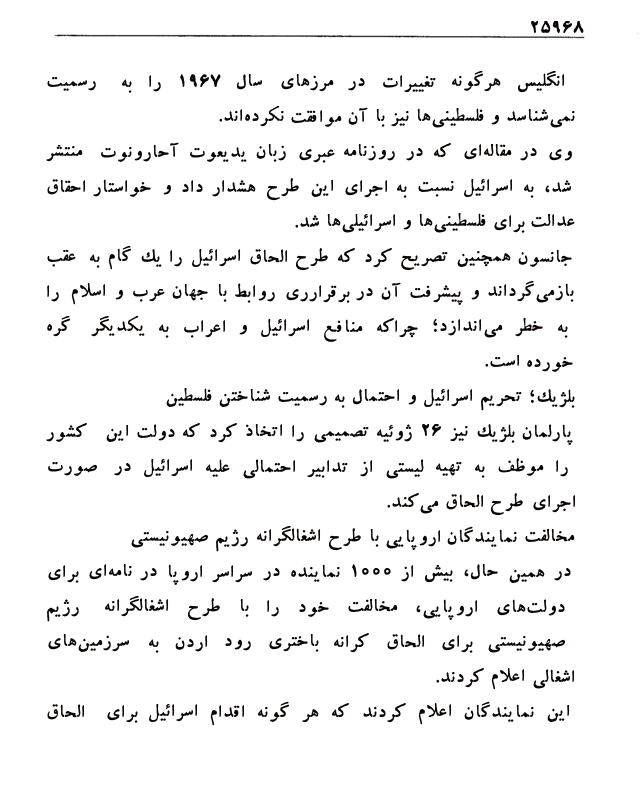 ۲۵۹۶۸
انگلیس هرگونه تغییرات در مرزهای سال ۱۹۶۷ را به رسمیت
نمی‌شناسد و فلسطینی‌ها نیز با آن موافقت نکرده‌اند.
وی در مقاله‌ای که در روزنامه عبری زبان یدیعوت آحارونوت منتشر
شد، به اسرائیل نسبت به اجرای این طرح هشدار داد و خواستار احقاق
عدالت برای فلسطینی‌ها و اسرائیلی‌ها شد.
جانسون همچنین تصریح کرد که طرح الحاق اسرائیل را یك گام به عقب
بازمی‌گرداند و پیشرفت آن در برقرارری روابط با جهان عرب و اسلام را
به خطر می‌اندازد؛ چراکه منافع اسرائیل و اعراب به یکدیگر گره
خورده است.
بلژیك؛ تحریم اسرائیل و احتمال به رسمیت شناختن فلسطین
پارلمان بلژیك نیز ۲۶ ژوئیه تصمیمی را اتخاذ کرد که دولت این کشور
را موظف به تهیه لیستی از تدابیر احتمالی علیه اسرائیل در صورت
اجرای طرح الحاق می‌کند.
مخالفت نمایندگان اروپایی با طرح اشغالگرانه رژیم صهیونیستی
در همین حال، بیش از ۱۰۰۰ نماینده در سراسر اروپا در نامه‌ای برای
دولت‌های اروپایی، مخالفت خود را با طرح اشغالگرانه رژیم
صهیونیستی برای الحاق کرانه باختری رود اردن به سرزمین‌های
اشغالی اعلام کردند.
این نمایندگان اعلام کردند که هر گونه اقدام اسرائیل برای الحاق